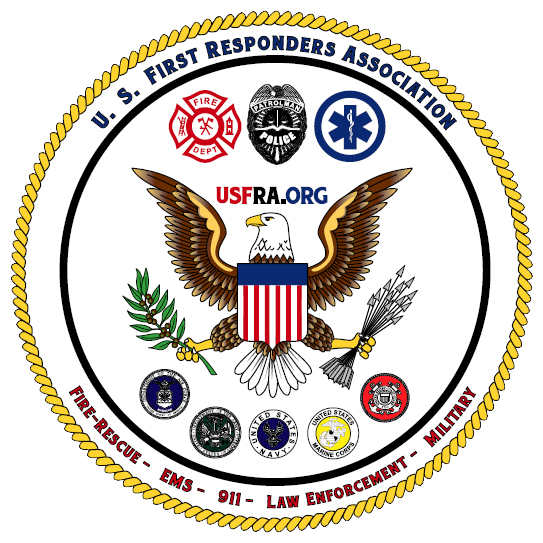 U. S. First Responders Association
FIRE
DEPT
PATROLMAN
POLICE
USFRA.ORG
UNITED STATES
NAVY
UNITED STATES
MARINE CORPS
Fire-Rescue - EMS - 911 - Law Enforcement - Military